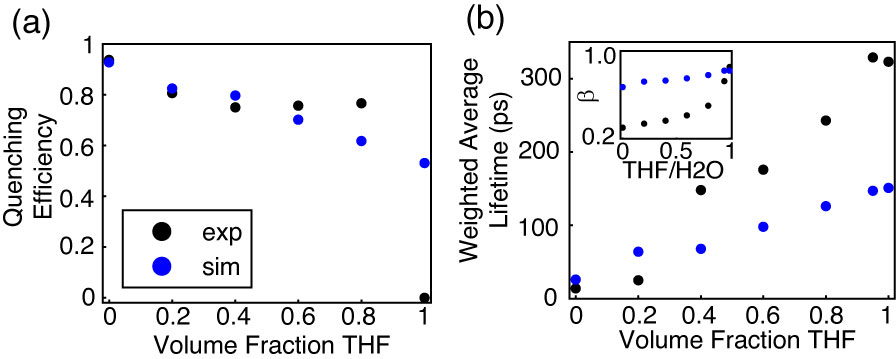 (a)
1
0.8
0.6
0.4
0.2
0
Quenching
Efficiency
exp
sim
0 0.2 0.4 0.6 0.8 1
Volume Fraction THF
(b)
300
200
100
0
Weighted Average
Lifetime (ps)
1.0
β
0.2
0 0.5 1
THF/H2O
0 0.2 0.4 0.6 0.8 1
Volume Fraction THF